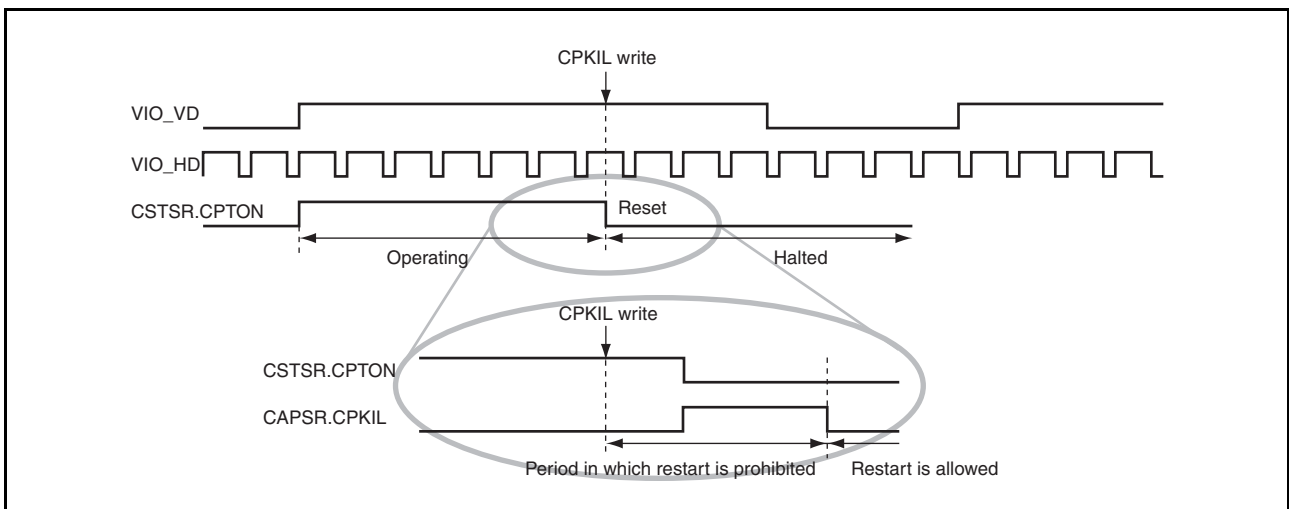 CPKIL write
VIO_VD
VIO_HD
CSTSR.CPTON
Reset
Operating
Halted
CPKIL write
CSTSR.CPTON
CAPSR.CPKIL
Period in which restart is prohibited
Restart is allowed